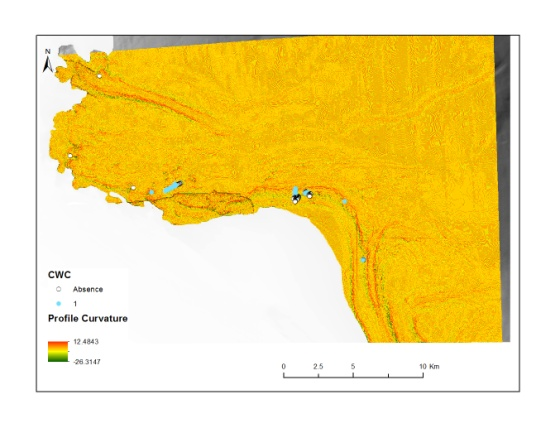 N
CWC
Absence
1
Profile Curvature
12.4843
-26.3147
0 2.5 5 10 Km